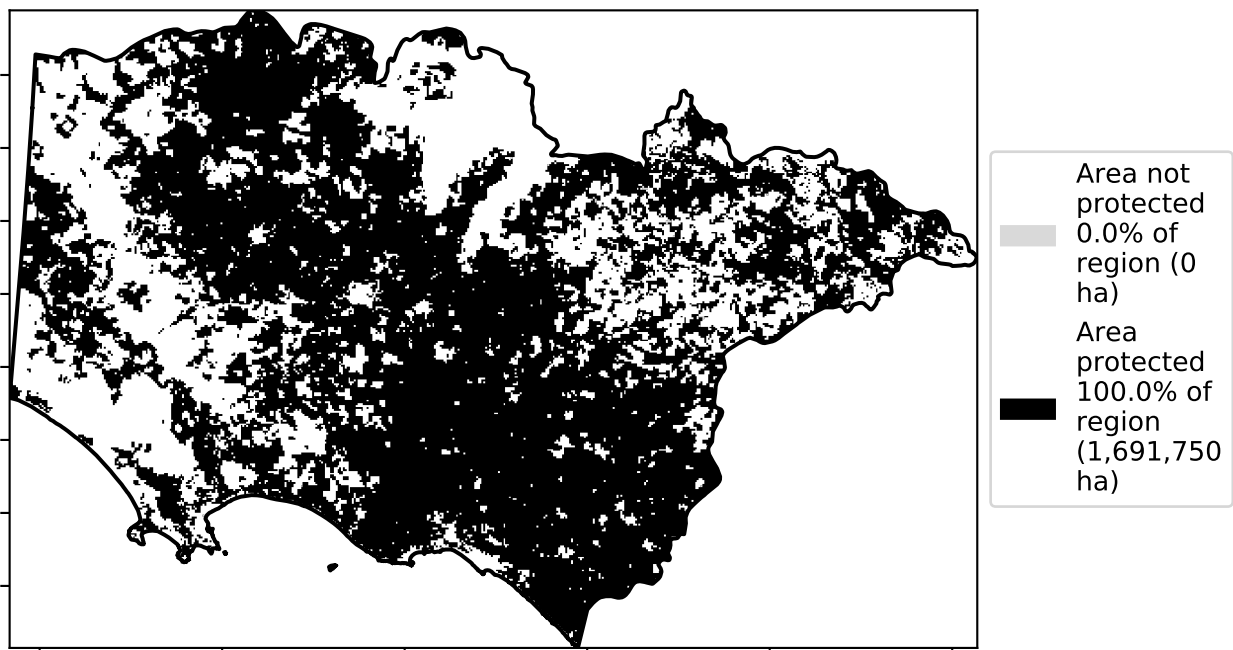 Area not
protected
0.0% of
region (0
ha)
Area
protected
100.0% of
region
(1,691,750
ha)